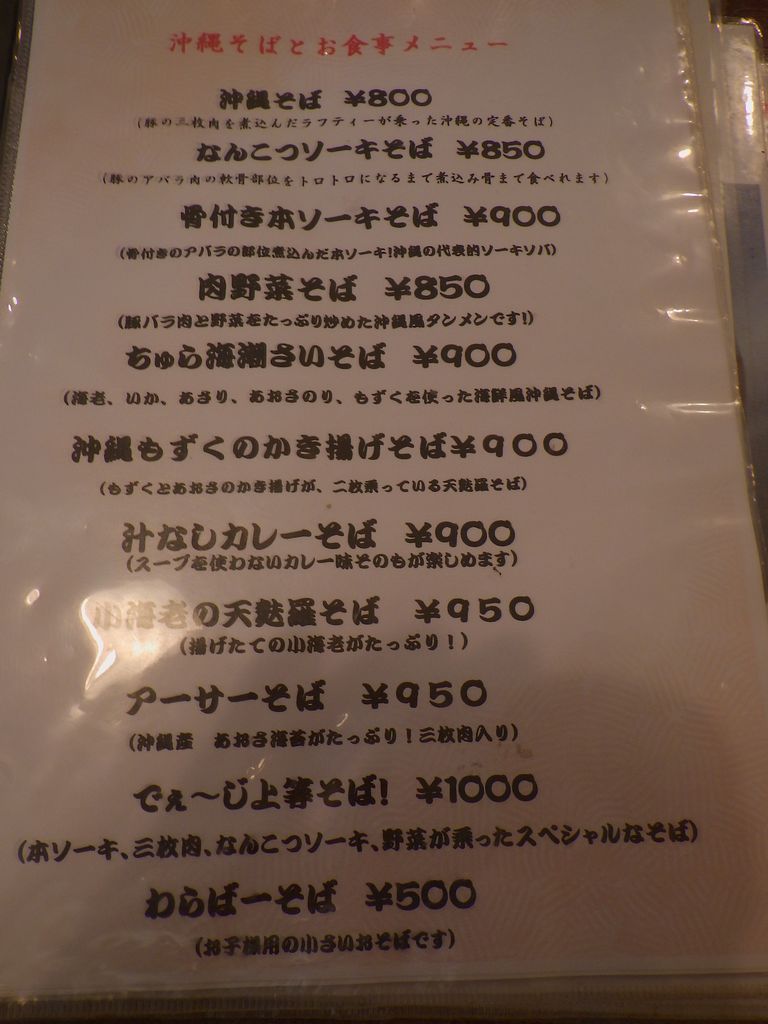 沖縄そばとお食事メニュー
沖縄そば ¥800
（豚の三枚肉を煮込んだラフティーが乗った沖縄の定番そば）
なんこつソーキそば ¥850
（豚のアバラ肉の軟骨部位をトロトロになるまで煮込み骨まで食べれます）
骨付き本ソーキそば ¥900
（骨付きのアバラの部位煮込んだ本ソーキ!沖縄の代表的ソーキソバ）
肉野菜そば ¥850
（豚バラ肉と野菜をたっぷり炒めた沖縄風タンメンです!）
ちゅら海潮さいそば ¥900
（海老、いか、あさり、あおさのり、もずくを使った海鮮風沖縄そば）
沖縄もずくのかき揚げそば¥900
（もずくとあおさのかき揚げが、二枚乗っている天麩羅そば）
汁なしカレーそば ¥900
（スープを使わないカレー味そのもが楽しめます）
小海老の天麩羅そば ¥950
（揚げたての小海老がたっぷり！）
アーサーそば ¥950
（沖縄産 あおさ海苔がたっぷり！三枚肉入り）
でぇ～じ上等そば! ¥1000
（本ソーキ、三枚肉、なんこつソーキ、野菜が乗ったスペシャルなそば）
わらばーそば ¥500
（お子様用の小さいおそばです）